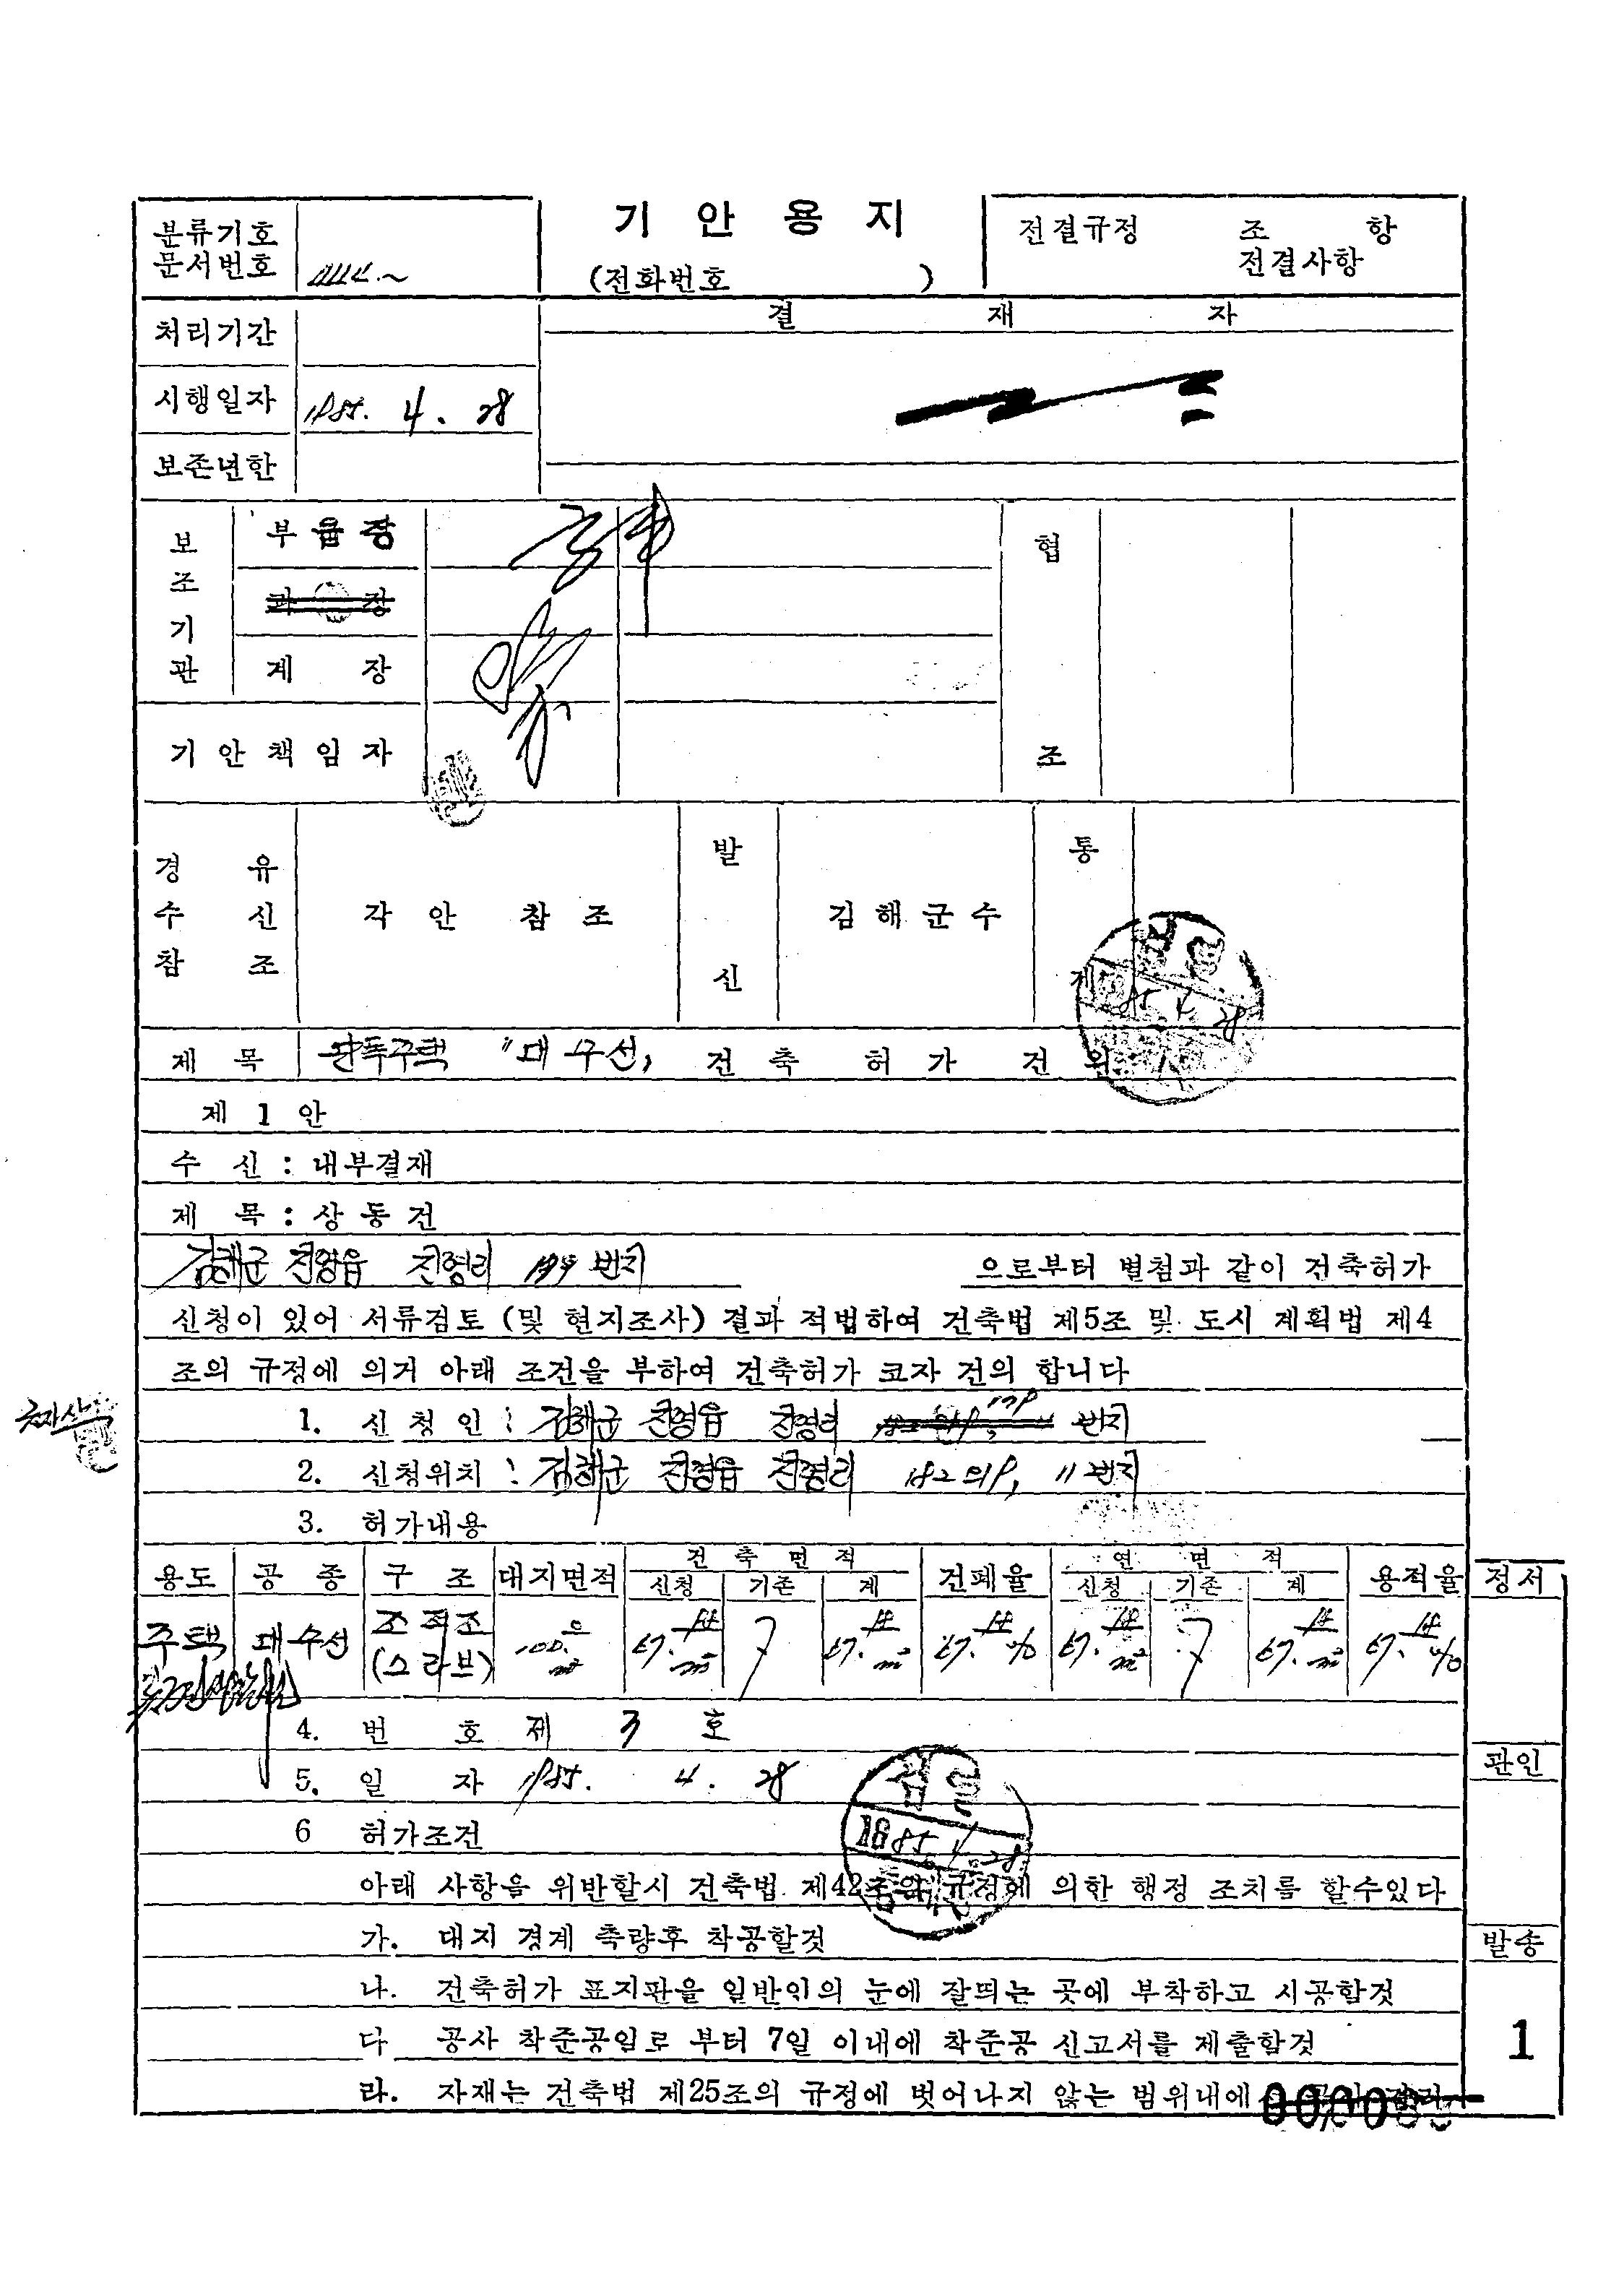 기 안 용 지
분류기호
문서번호
(전화번호 )
전결규정 조 항
전결사항
처리기간
결 재 자
시행일자 1985. 4. 28
보존년한
보조기관
부읍장
과 장
계 장
협조
기안책임자
경 유
수 신
참 조
각 안 참 조
발신
김해군수
통제
제 목 단독주택 "대수선, 건 축 허 가 건 의
제 1 안
수 신 : 내부결재
제 목 : 상 동 건
김해군 진영읍 진영리 번지 으로부터 별첨과 같이 건축허가
신청이 있어 서류검토 (및 현지조사) 결과 적법하여 건축법 제5조 및 도시 계획법 제4
조의 규정에 의거 아래 조건을 부하여 건축허가 코자 건의 합니다
1. 신 청 인 : 김해군 진영읍 진영리 번지
2. 신청위치 : 김해군 진영읍 진영리 182의9, 11번지
3. 허가내용
용도 공 종 구 조 대지면적 건 축 면 적 건폐율 연 면 적 용적율
신청 기존 계 신청 기존 계
주택 대수선 조적조 (스라브) 100. ㎡ 67.14 ㎡ 67.14 ㎡ 67.14 % 67.14 ㎡ 67.14 ㎡ 67.14 %
4. 번 호 제 3 호
5. 일 자 1985. 4. 28
검열
85. 4. 28
6 허가조건
아래 사항을 위반할시 건축법 제42조의 규정에 의한 행정 조치를 할수있다
가. 대지 경계 측량후 착공할것
나. 건축허가 표지판을 일반인의 눈에 잘띄는 곳에 부착하고 시공할것
다 공사 착준공일로 부터 7일 이내에 착준공 신고서를 제출할것
라. 자재는 건축법 제25조의 규정에 벗어나지 않는 범위내에
정서
관인
발송
1